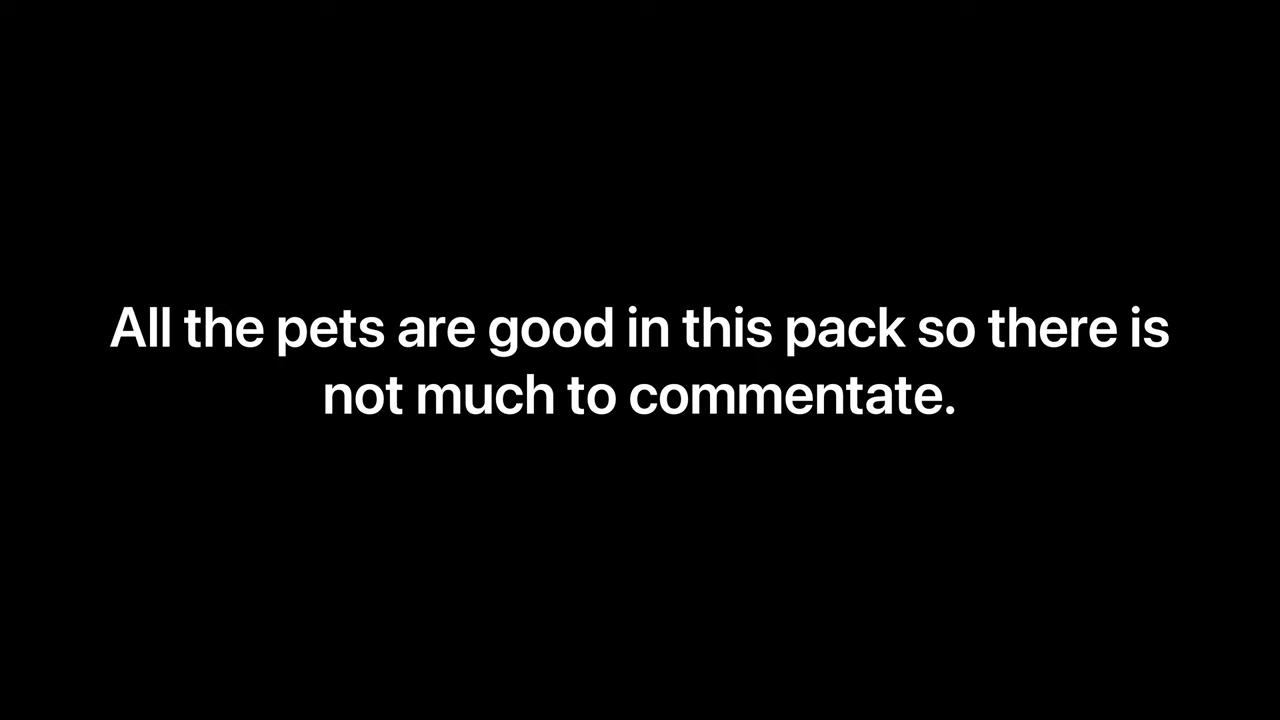 All the pets are good in this pack so there is
not much to commentate.